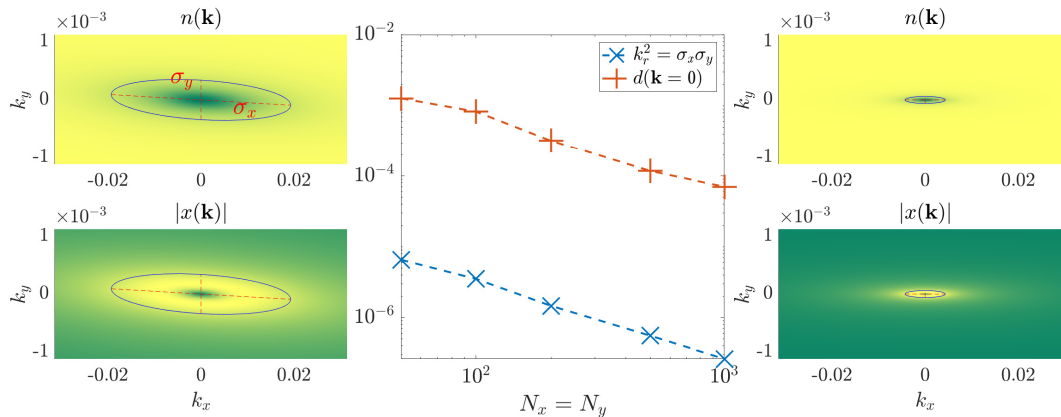 ×10⁻³
n(𝐤)
k_y
1
0
-1
σ_y
σ_x
-0.02
0
0.02
×10⁻³
|x(𝐤)|
k_y
1
0
-1
-0.02
0
0.02
k_x
10⁻²
10⁻⁴
10⁻⁶
k_r² = σ_xσ_y
d(𝐤 = 0)
10²
10³
N_x = N_y
×10⁻³
n(𝐤)
k_y
1
0
-1
-0.02
0
0.02
×10⁻³
|x(𝐤)|
k_y
1
0
-1
-0.02
0
0.02
k_x